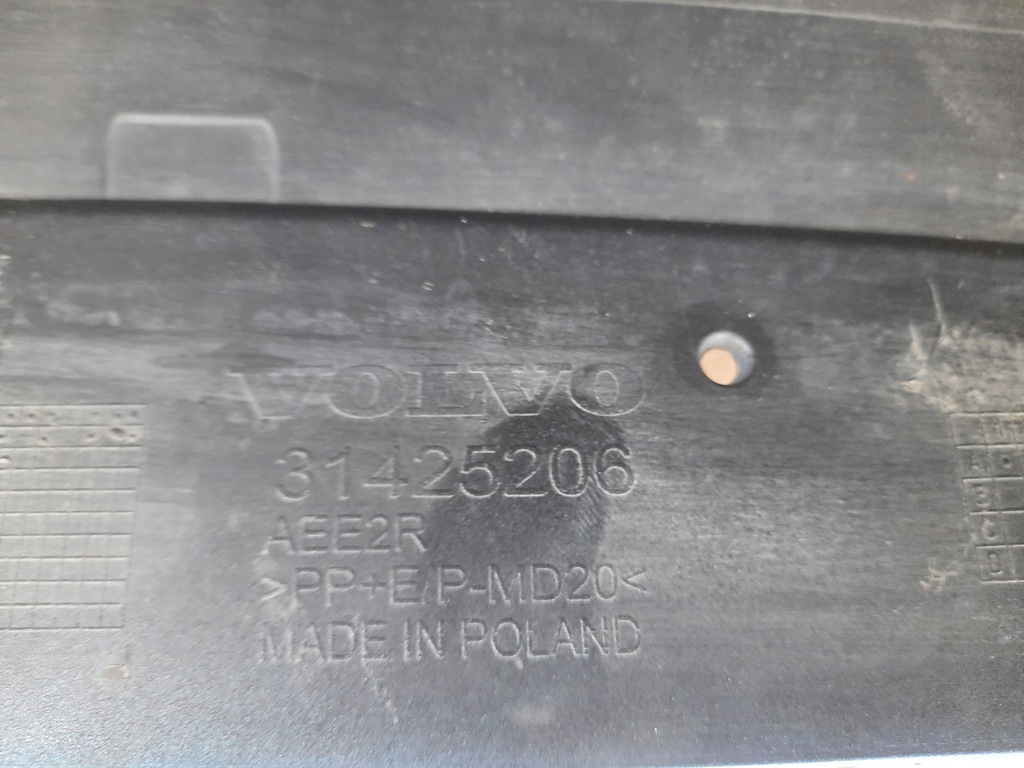 VOLVO
31425206
AEE2R
>PP+E/P-MD20<
MADE IN POLAND
A
B
C
D